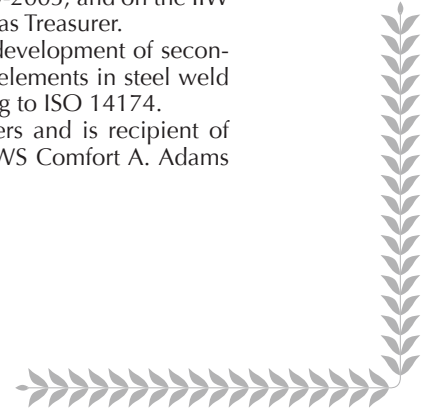 -2003, and on the IIW
as Treasurer.
development of secon-
elements in steel weld
g to ISO 14174.
ers and is recipient of
WS Comfort A. Adams